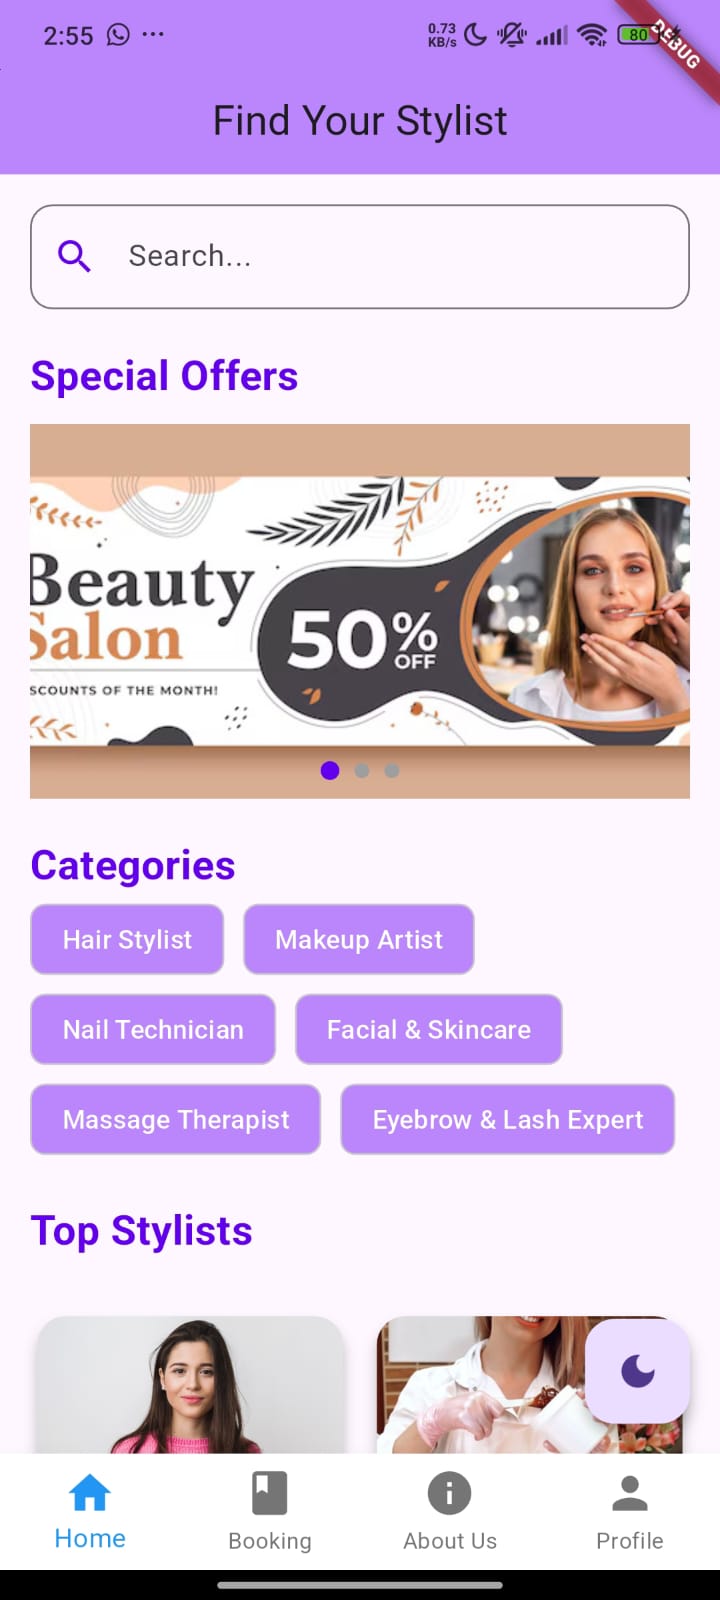 2:55 ... 0.73 KB/s 80
DEBUG
Find Your Stylist
Search...
Special Offers
Beauty
Salon
50% OFF
SCOUNTS OF THE MONTH!
Categories
Hair Stylist Makeup Artist
Nail Technician Facial & Skincare
Massage Therapist Eyebrow & Lash Expert
Top Stylists
Home Booking About Us Profile